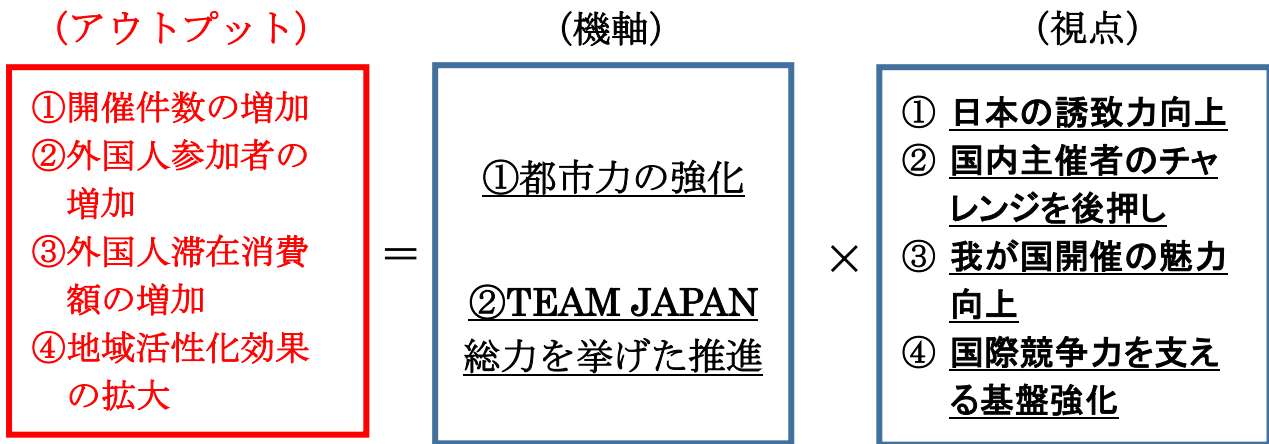 （アウトプット）
①開催件数の増加
②外国人参加者の
増加
③外国人滞在消費
額の増加
④地域活性化効果
の拡大
＝
（機軸）
①都市力の強化
②TEAM JAPAN
総力を挙げた推進
×
（視点）
① 日本の誘致力向上
② 国内主催者のチャ
レンジを後押し
③ 我が国開催の魅力
向上
④ 国際競争力を支え
る基盤強化